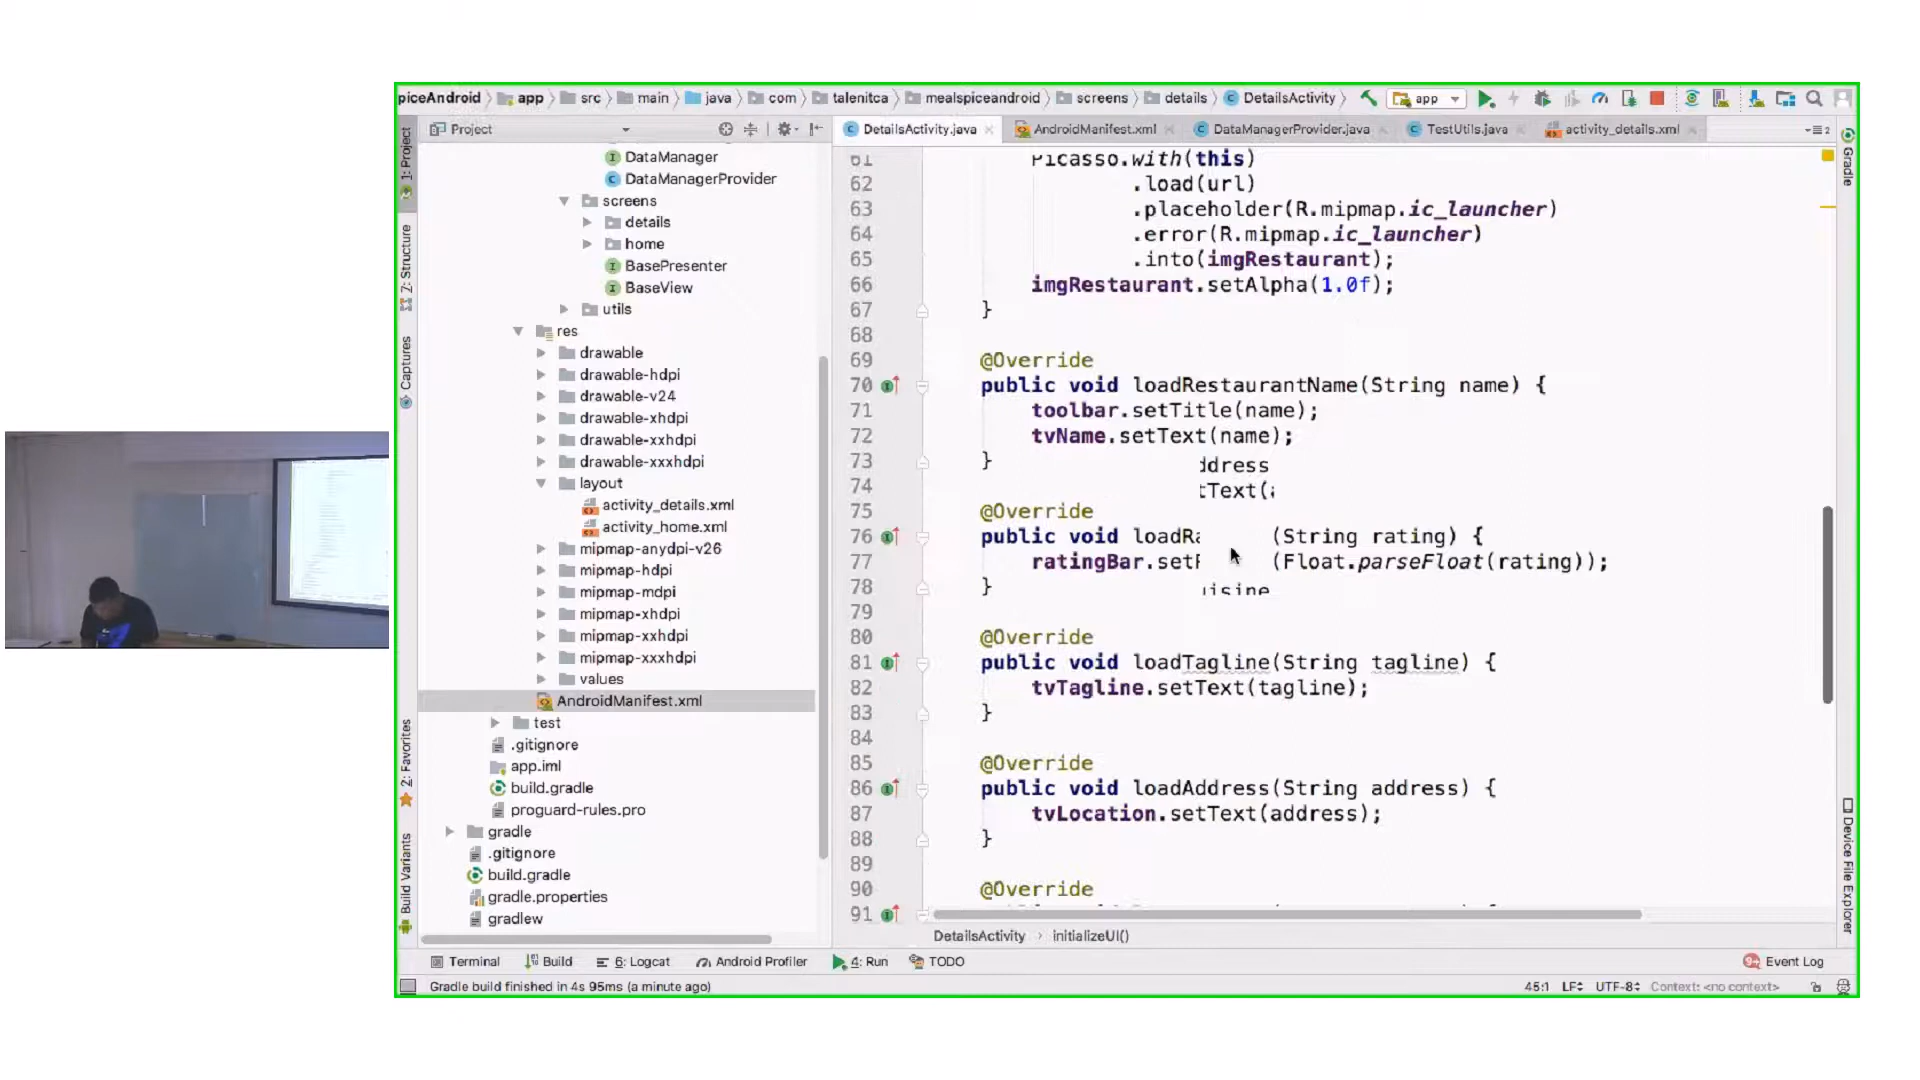 piceAndroid app src main java com talenitca mealspiceandroid screens details DetailsActivity app
Project
DetailsActivity.java AndroidManifest.xml DataManagerProvider.java TestUtils.java activity_details.xml
1: Project
7: Structure
Captures
2: Favorites
Build Variants
DataManager
DataManagerProvider
screens
details
home
BasePresenter
BaseView
utils
res
drawable
drawable-hdpi
drawable-v24
drawable-xhdpi
drawable-xxhdpi
drawable-xxxhdpi
layout
activity_details.xml
activity_home.xml
mipmap-anydpi-v26
mipmap-hdpi
mipmap-mdpi
mipmap-xhdpi
mipmap-xxhdpi
mipmap-xxxhdpi
values
AndroidManifest.xml
test
.gitignore
app.iml
build.gradle
proguard-rules.pro
gradle
.gitignore
build.gradle
gradle.properties
gradlew
61 Picasso.with(this)
62 .load(url)
63 .placeholder(R.mipmap.ic_launcher)
64 .error(R.mipmap.ic_launcher)
65 .into(imgRestaurant);
66 imgRestaurant.setAlpha(1.0f);
67 }
68
69 @Override
70 public void loadRestaurantName(String name) {
71 toolbar.setTitle(name);
72 tvName.setText(name);
73 }
ddress
74 tText(
75 @Override
76 public void loadRa (String rating) {
77 ratingBar.set (Float.parseFloat(rating));
78 }
uisine
79
80 @Override
81 public void loadTagline(String tagline) {
82 tvTagline.setText(tagline);
83 }
84
85 @Override
86 public void loadAddress(String address) {
87 tvLocation.setText(address);
88 }
89
90 @Override
91
DetailsActivity initializeUI()
Gradle
Device File Explorer
Terminal Build 6: Logcat Android Profiler 4: Run TODO Event Log
Gradle build finished in 4s 95ms (a minute ago) 45:1 LF UTF-8 Context: <no context>